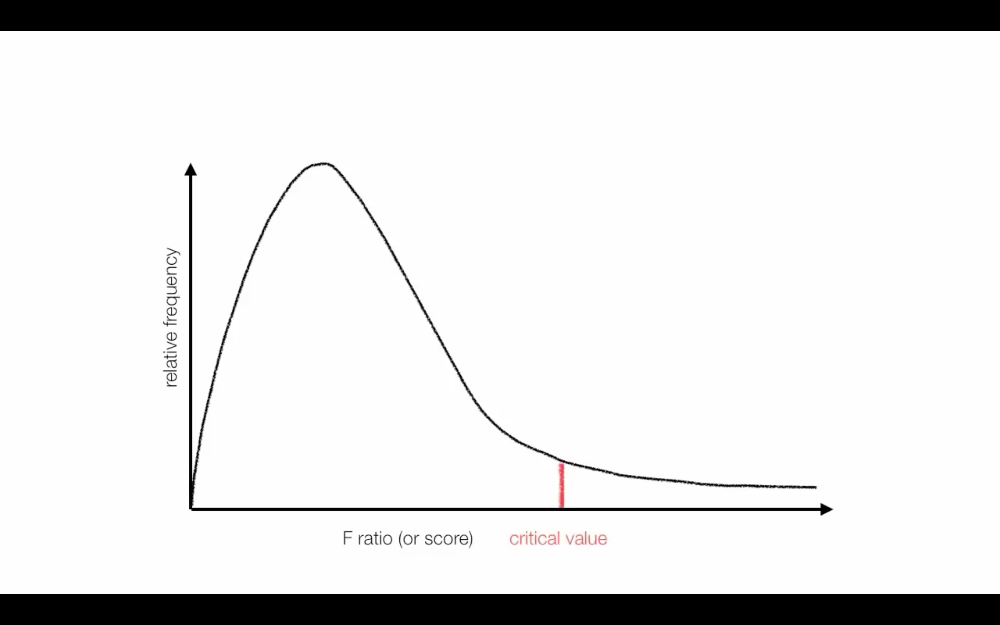 relative frequency
F ratio (or score)
critical value